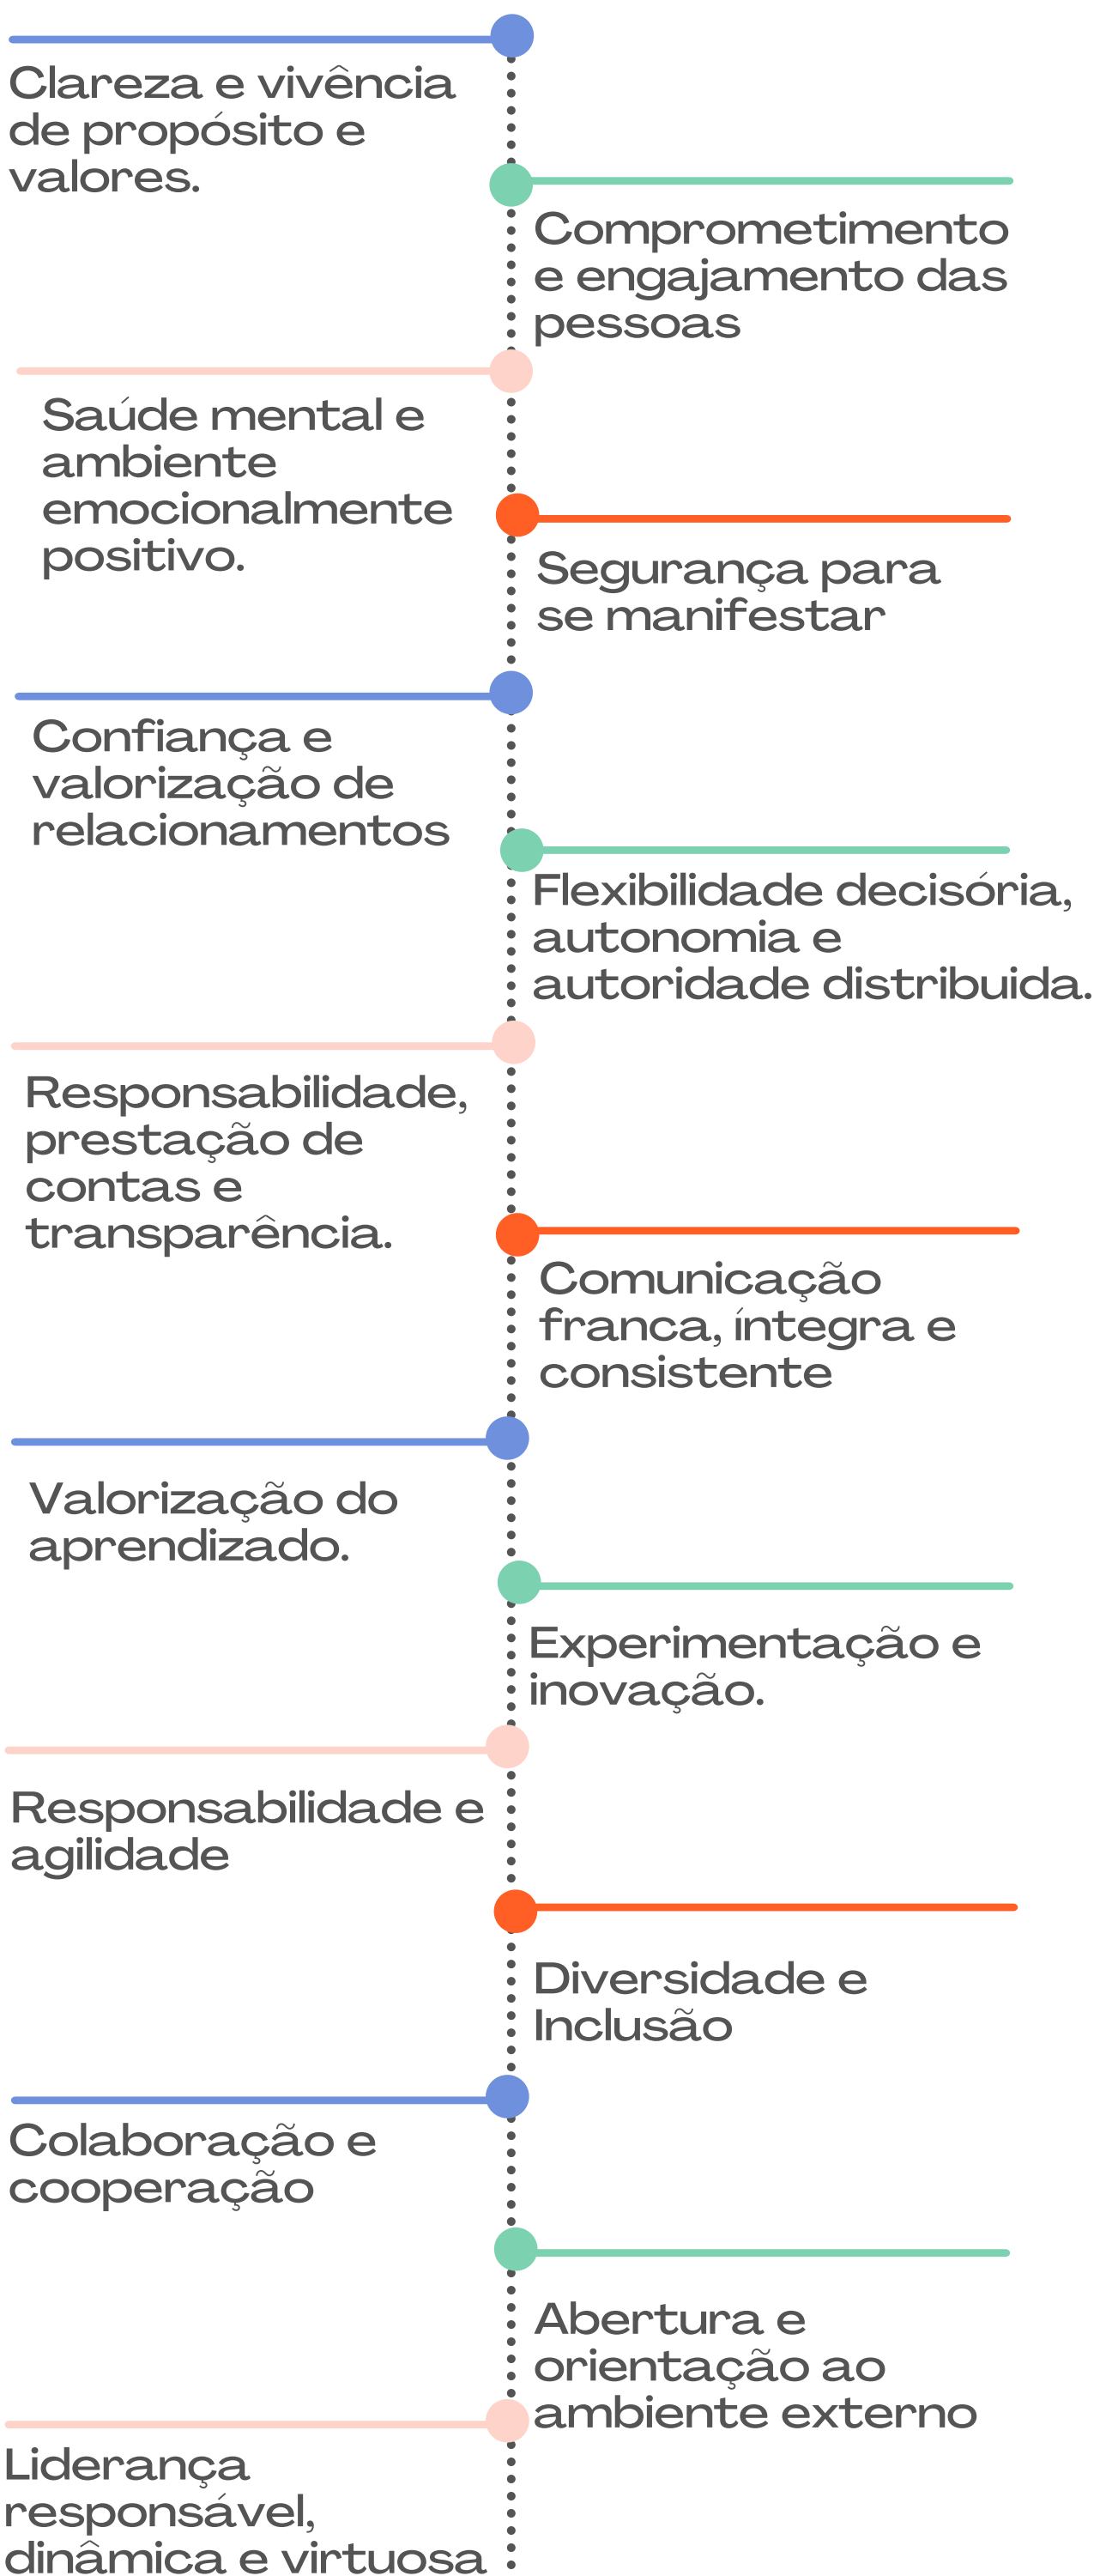 Clareza e vivência
de propósito e
valores.
Comprometimento
e engajamento das
pessoas
Saúde mental e
ambiente
emocionalmente
positivo.
Segurança para
se manifestar
Confiança e
valorização de
relacionamentos
Flexibilidade decisória,
autonomia e
autoridade distribuida.
Responsabilidade,
prestação de
contas e
transparência.
Comunicação
franca, íntegra e
consistente
Valorização do
aprendizado.
Experimentação e
inovação.
Responsabilidade e
agilidade
Diversidade e
Inclusão
Colaboração e
cooperação
Abertura e
orientação ao
ambiente externo
Liderança
responsável,
dinâmica e virtuosa